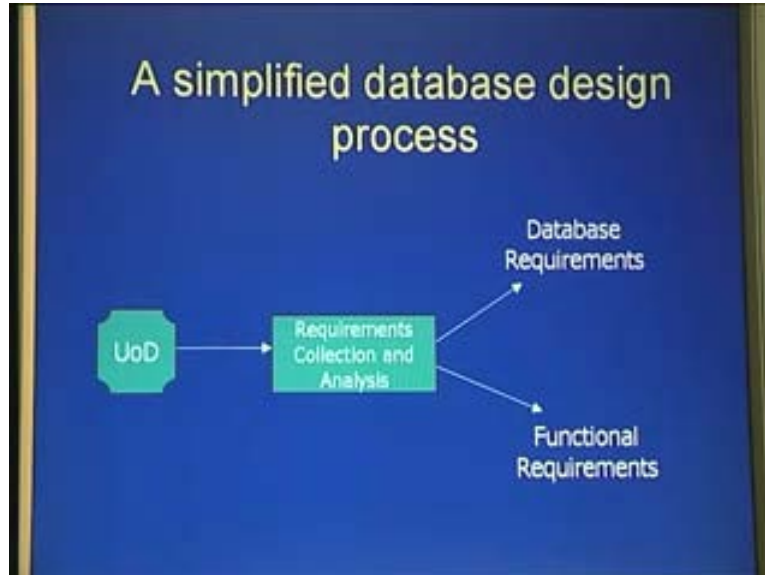 A simplified database design
process
Database
Requirements
UoD
Requirements
Collection and
Analysis
Functional
Requirements